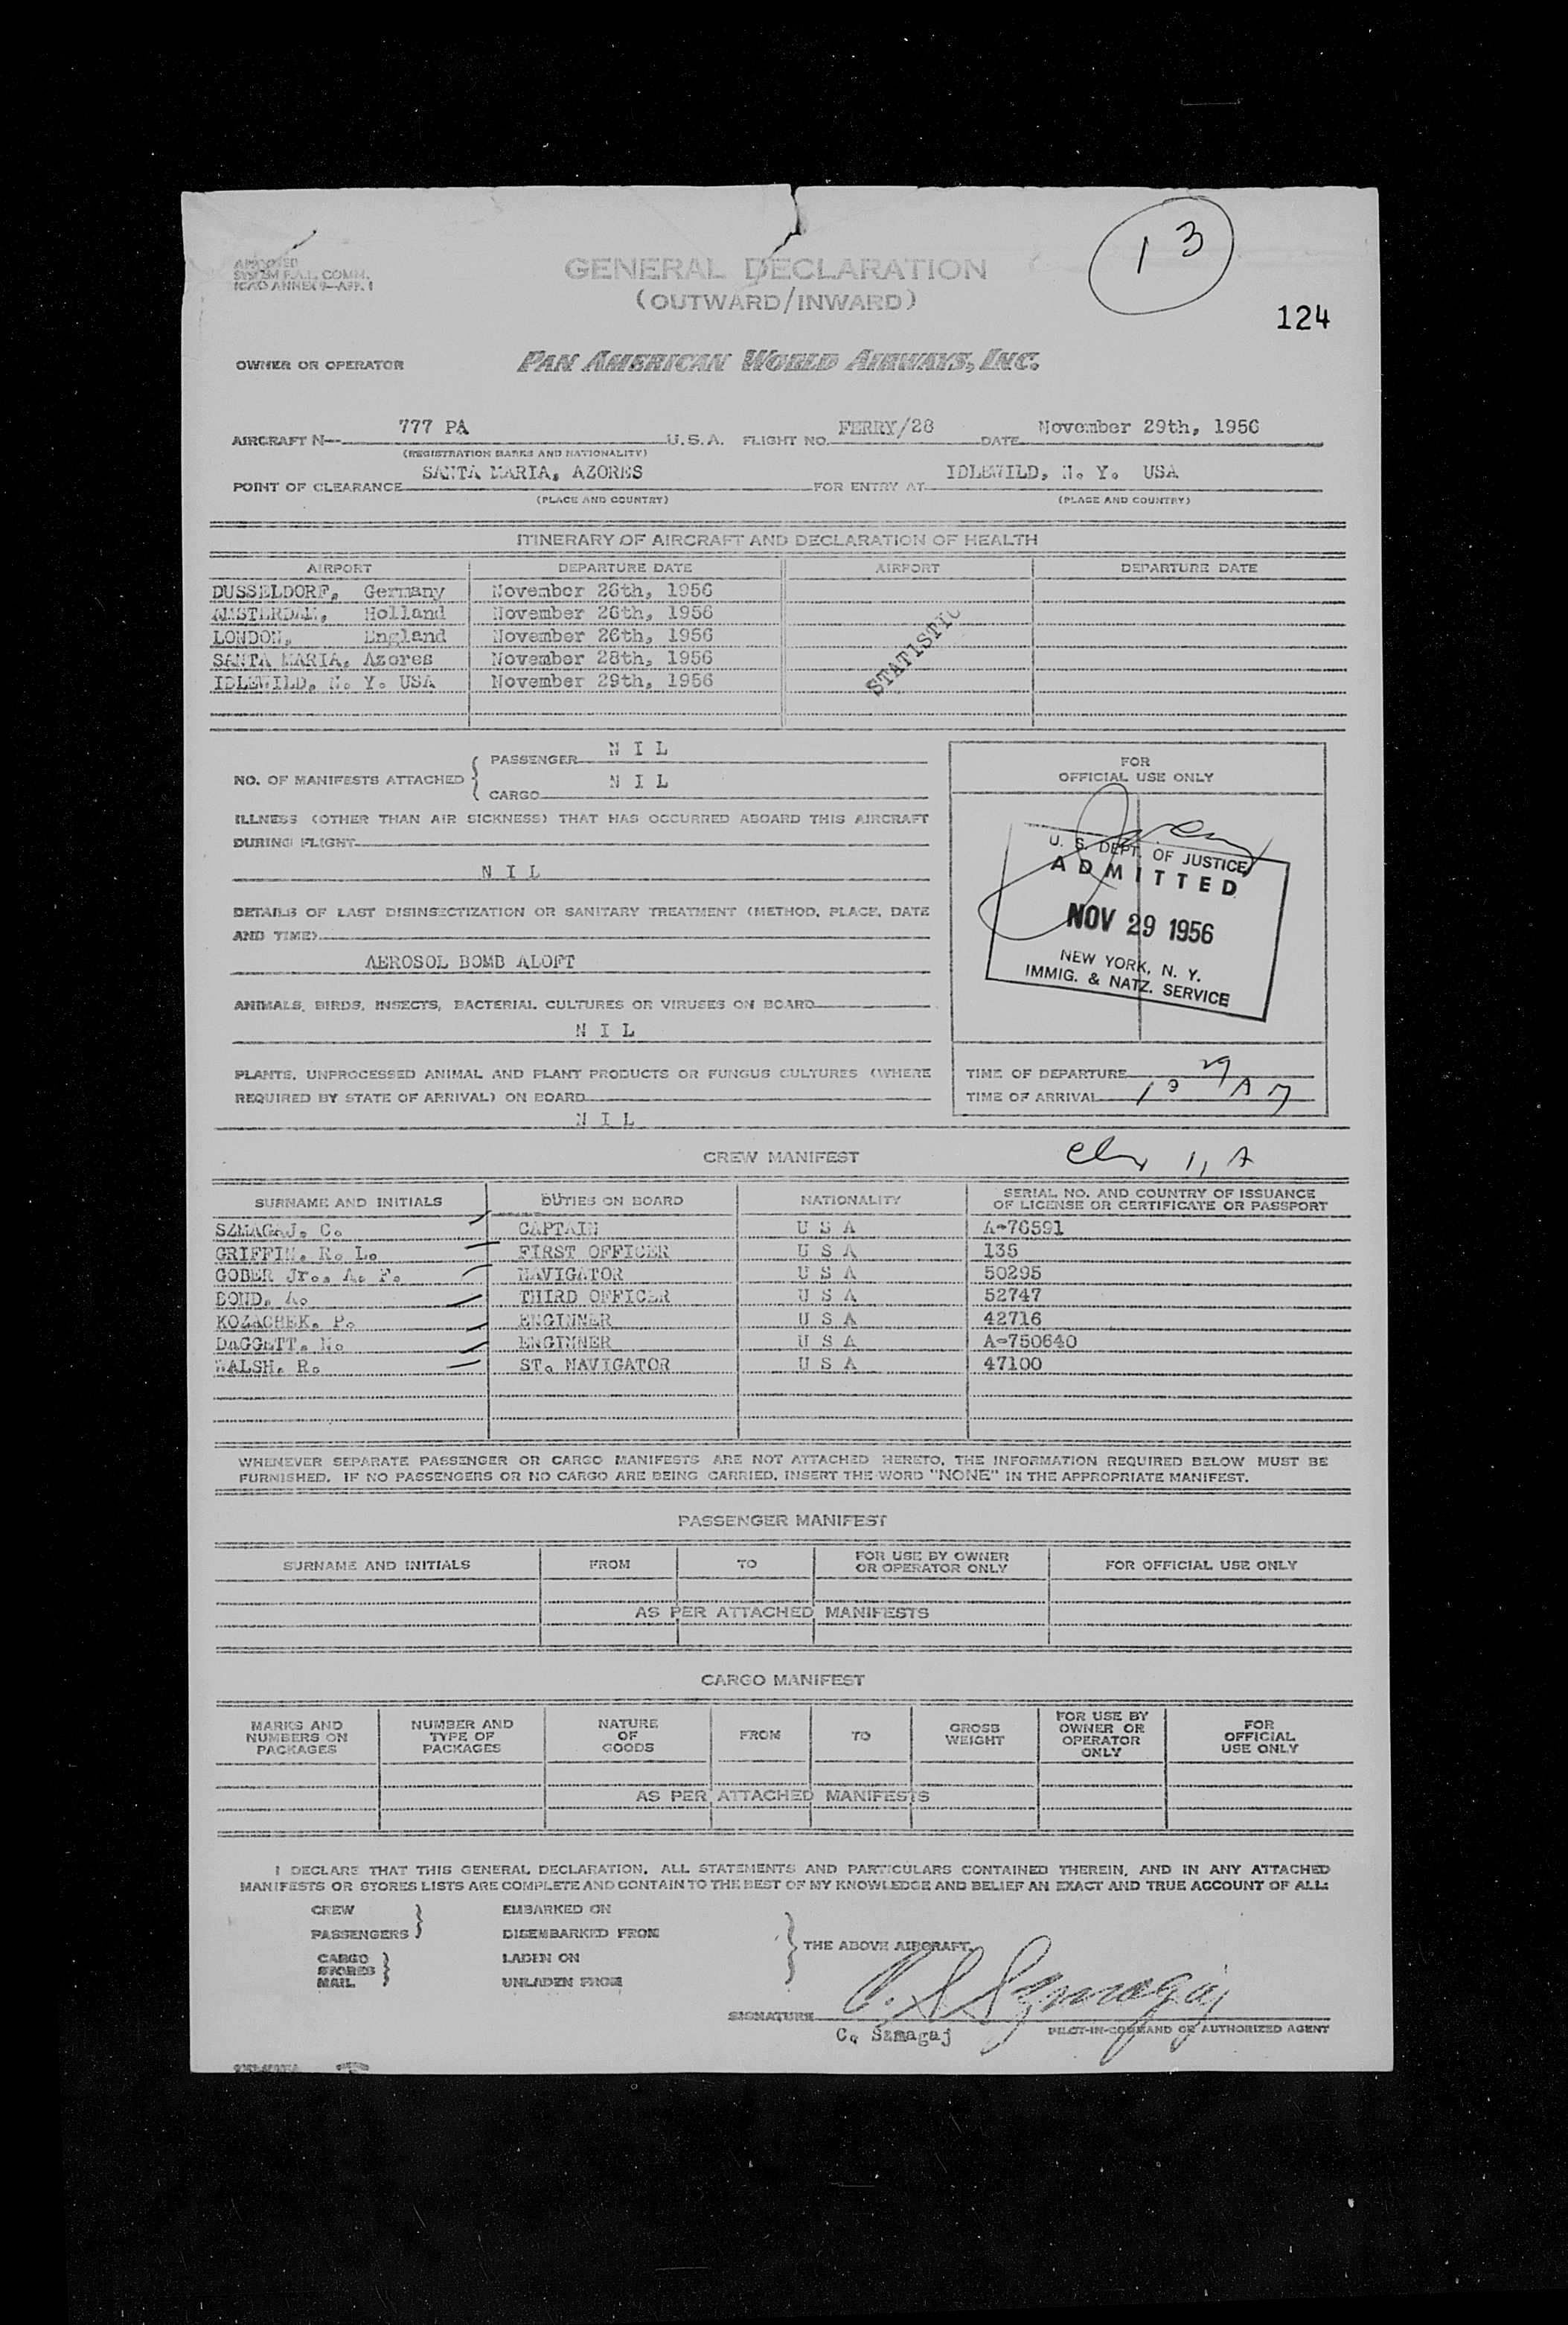 13
APPROVED
SYSTEM F.A.L. COMM.
ICAO ANNEX 9—APP. 1
GENERAL DECLARATION
(OUTWARD/INWARD)
124
OWNER OR OPERATOR PAN AMERICAN WORLD AIRWAYS, INC.
AIRCRAFT N— 777 PA U.S.A. FLIGHT NO. FERRY/28 DATE November 29th, 1956
(REGISTRATION MARKS AND NATIONALITY)
POINT OF CLEARANCE SANTA MARIA, AZORES FOR ENTRY AT IDLEWILD, N. Y. USA
(PLACE AND COUNTRY) (PLACE AND COUNTRY)
ITINERARY OF AIRCRAFT AND DECLARATION OF HEALTH
AIRPORT DEPARTURE DATE AIRPORT DEPARTURE DATE
DUSSELDORF, Germany November 26th, 1956
AMSTERDAM, Holland November 26th, 1956
LONDON, England November 26th, 1956
SANTA MARIA, Azores November 28th, 1956
IDLEWILD, N. Y. USA November 29th, 1956
STATISTIC
NO. OF MANIFESTS ATTACHED { PASSENGER N I L
CARGO N I L
ILLNESS (OTHER THAN AIR SICKNESS) THAT HAS OCCURRED ABOARD THIS AIRCRAFT
DURING FLIGHT
N I L
DETAILS OF LAST DISINSECTIZATION OR SANITARY TREATMENT (METHOD, PLACE, DATE
AND TIME)
AEROSOL BOMB ALOFT
ANIMALS, BIRDS, INSECTS, BACTERIAL CULTURES OR VIRUSES ON BOARD
N I L
PLANTS, UNPROCESSED ANIMAL AND PLANT PRODUCTS OR FUNGUS CULTURES (WHERE
REQUIRED BY STATE OF ARRIVAL) ON BOARD
N I L
FOR
OFFICIAL USE ONLY
U. S. DEPT. OF JUSTICE
ADMITTED
NOV 29 1956
NEW YORK, N. Y.
IMMIG. & NATZ. SERVICE
TIME OF DEPARTURE
TIME OF ARRIVAL
CREW MANIFEST
SURNAME AND INITIALS DUTIES ON BOARD NATIONALITY SERIAL NO. AND COUNTRY OF ISSUANCE
OF LICENSE OR CERTIFICATE OR PASSPORT
SZMAGAJ, C. CAPTAIN U S A A-76591
GRIFFIN, R. L. FIRST OFFICER U S A 135
GOBER Jr., A. F. NAVIGATOR U S A 50295
BOND, A. THIRD OFFICER U S A 52747
KOZACHEK, P. ENGINNER U S A 42716
DAGGETT, N. ENGINNER U S A A-750640
WALSH, R. ST. NAVIGATOR U S A 47100
WHENEVER SEPARATE PASSENGER OR CARGO MANIFESTS ARE NOT ATTACHED HERETO, THE INFORMATION REQUIRED BELOW MUST BE
FURNISHED. IF NO PASSENGERS OR NO CARGO ARE BEING CARRIED, INSERT THE WORD "NONE" IN THE APPROPRIATE MANIFEST.
PASSENGER MANIFEST
SURNAME AND INITIALS FROM TO FOR USE BY OWNER
OR OPERATOR ONLY FOR OFFICIAL USE ONLY
AS PER ATTACHED MANIFESTS
CARGO MANIFEST
MARKS AND
NUMBERS ON
PACKAGES NUMBER AND
TYPE OF
PACKAGES NATURE
OF
GOODS FROM TO GROSS
WEIGHT FOR USE BY
OWNER OR
OPERATOR
ONLY FOR
OFFICIAL
USE ONLY
AS PER ATTACHED MANIFESTS
I DECLARE THAT THIS GENERAL DECLARATION, ALL STATEMENTS AND PARTICULARS CONTAINED THEREIN, AND IN ANY ATTACHED
MANIFESTS OR STORES LISTS ARE COMPLETE AND CONTAIN TO THE BEST OF MY KNOWLEDGE AND BELIEF AN EXACT AND TRUE ACCOUNT OF ALL:
CREW EMBARKED ON
PASSENGERS DISEMBARKED FROM
THE ABOVE AIRCRAFT.
CARGO LADEN ON
STORES
MAIL UNLADEN FROM
SIGNATURE C. S Szmagaj
C. Szmagaj PILOT-IN-COMMAND OR AUTHORIZED AGENT